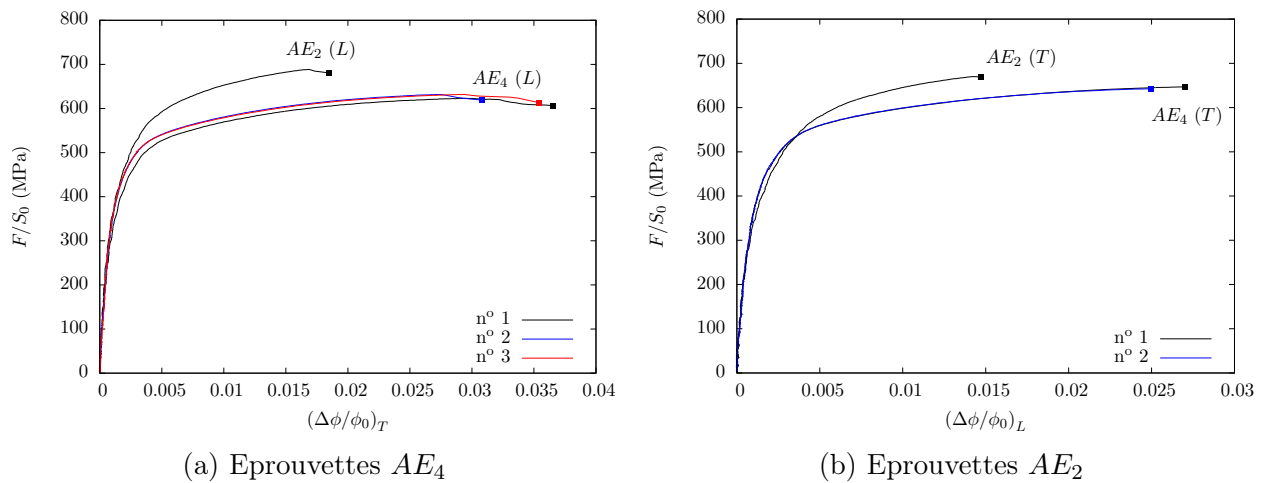 800
700
600
500
400
300
200
100
0
F/S₀ (MPa)
AE₂ (L)
AE₄ (L)
nº 1
nº 2
nº 3
0 0.005 0.01 0.015 0.02 0.025 0.03 0.035 0.04
(Δϕ/ϕ₀)_T
(a) Eprouvettes AE₄
800
700
600
500
400
300
200
100
0
F/S₀ (MPa)
AE₂ (T)
AE₄ (T)
nº 1
nº 2
0 0.005 0.01 0.015 0.02 0.025 0.03
(Δϕ/ϕ₀)_L
(b) Eprouvettes AE₂